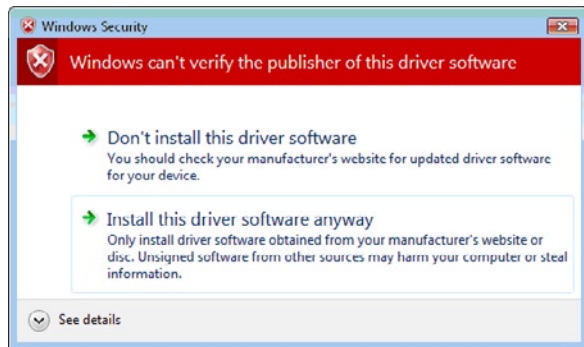 Windows Security
Windows can't verify the publisher of this driver software
Don't install this driver software
You should check your manufacturer's website for updated driver software
for your device.
Install this driver software anyway
Only install driver software obtained from your manufacturer's website or
disc. Unsigned software from other sources may harm your computer or steal
information.
See details